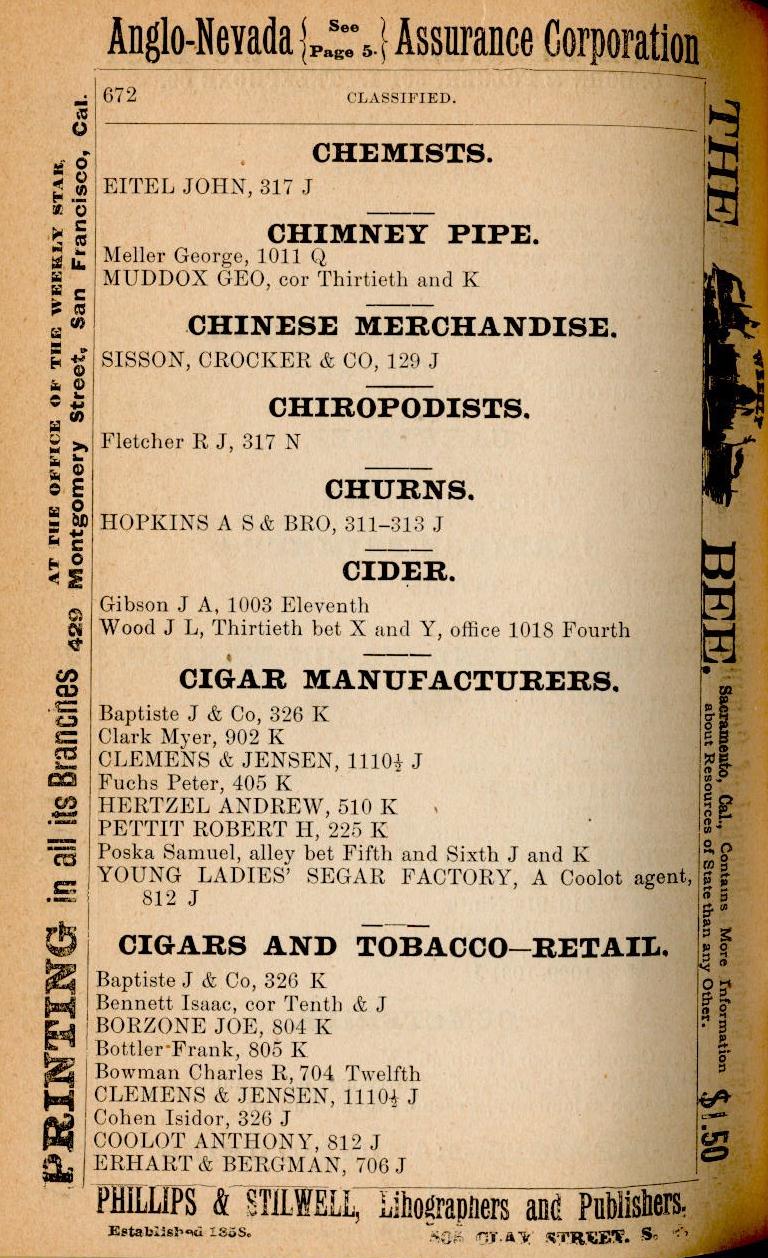 Anglo-Nevada { See Page 5. } Assurance Corporation
672 CLASSIFIED.
CHEMISTS.
EITEL JOHN, 317 J
CHIMNEY PIPE.
Meller George, 1011 Q
MUDDOX GEO, cor Thirtieth and K
CHINESE MERCHANDISE.
SISSON, CROCKER & CO, 129 J
CHIROPODISTS.
Fletcher R J, 317 N
CHURNS.
HOPKINS A S & BRO, 311–313 J
CIDER.
Gibson J A, 1003 Eleventh
Wood J L, Thirtieth bet X and Y, office 1018 Fourth
CIGAR MANUFACTURERS.
Baptiste J & Co, 326 K
Clark Myer, 902 K
CLEMENS & JENSEN, 1110½ J
Fuchs Peter, 405 K
HERTZEL ANDREW, 510 K
PETTIT ROBERT H, 225 K
Poska Samuel, alley bet Fifth and Sixth J and K
YOUNG LADIES' SEGAR FACTORY, A Coolot agent,
812 J
CIGARS AND TOBACCO—RETAIL.
Baptiste J & Co, 326 K
Bennett Isaac, cor Tenth & J
BORZONE JOE, 804 K
Bottler Frank, 805 K
Bowman Charles R, 704 Twelfth
CLEMENS & JENSEN, 1110½ J
Cohen Isidor, 326 J
COOLOT ANTHONY, 812 J
ERHART & BERGMAN, 706 J
PHILLIPS & STILWELL, Lihographers and Publishers.
Established 1858. CLAY STREET. S.
PRINTING in all its Branches
AT THE OFFICE OF THE WEEKLY STAR,
429 Montgomery Street, San Francisco, Cal.
THE WEEKLY BEE.
Sacramento, Cal., Contains More Information
about Resources of State than any Other.
$1.50